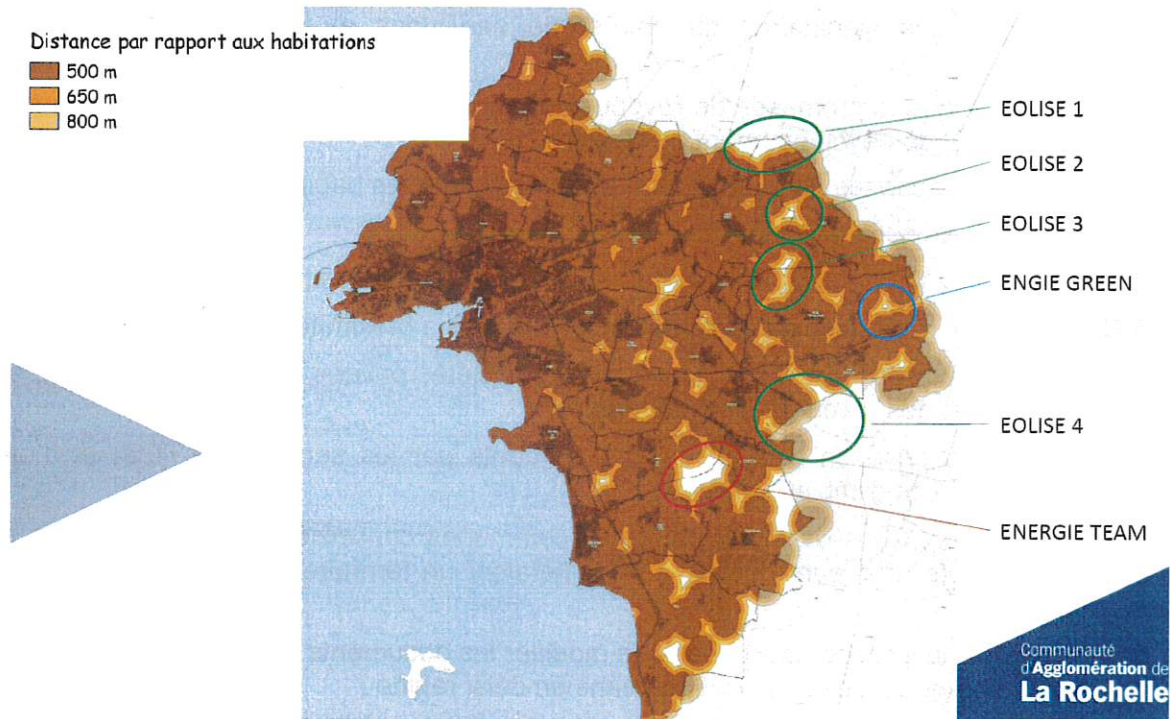 Distance par rapport aux habitations
500 m
650 m
800 m
EOLISE 1
EOLISE 2
EOLISE 3
ENGIE GREEN
EOLISE 4
ENERGIE TEAM
Communauté
d'Agglomération de
La Rochelle